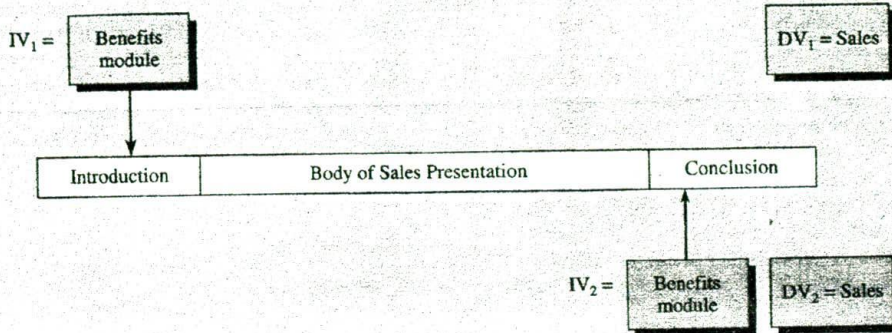 IV₁ =
Benefits
module
DV₁ = Sales
Introduction
Body of Sales Presentation
Conclusion
IV₂ =
Benefits
module
DV₂ = Sales